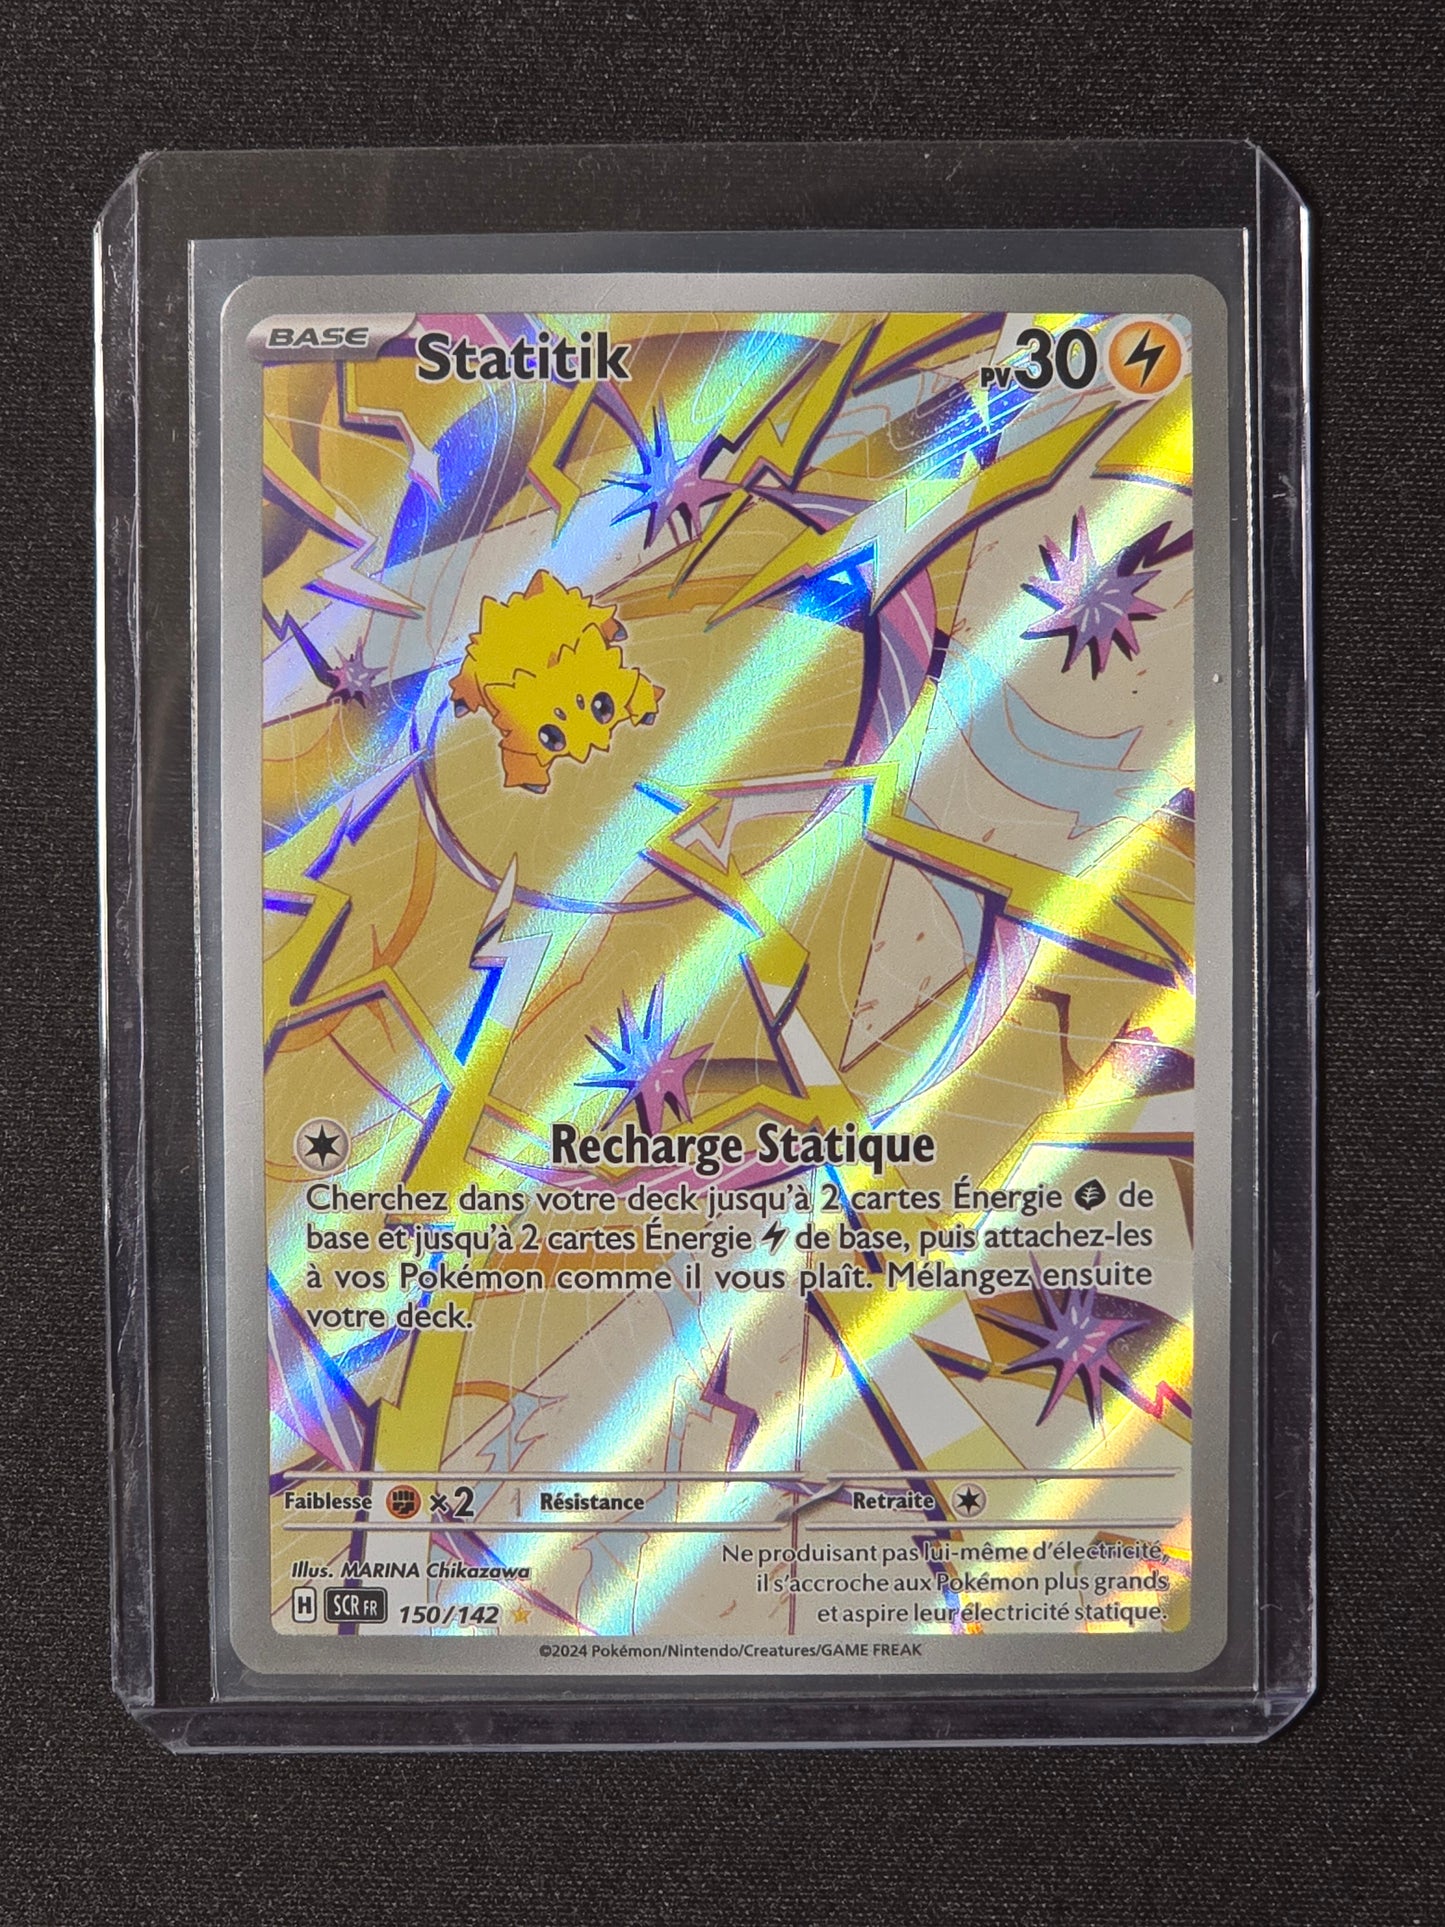 BASE
Statitik
PV 30
Recharge Statique
Cherchez dans votre deck jusqu'à 2 cartes Énergie de
base et jusqu'à 2 cartes Énergie de base, puis attachez-les
à vos Pokémon comme il vous plaît. Mélangez ensuite
votre deck.
Faiblesse ×2 Résistance Retraite
Illus. MARINA Chikazawa
H SCR FR 150/142
Ne produisant pas lui-même d'électricité,
il s'accroche aux Pokémon plus grands
et aspire leur électricité statique.
©2024 Pokémon/Nintendo/Creatures/GAME FREAK